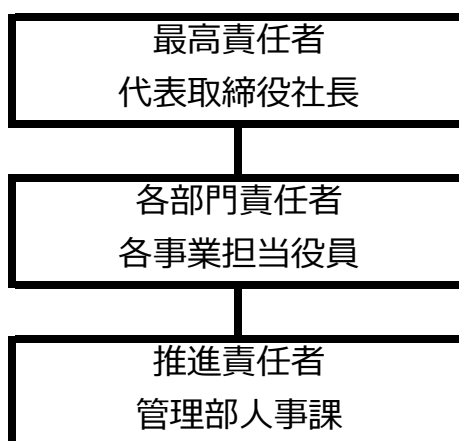 最高責任者
代表取締役社長
各部門責任者
各事業担当役員
推進責任者
管理部人事課